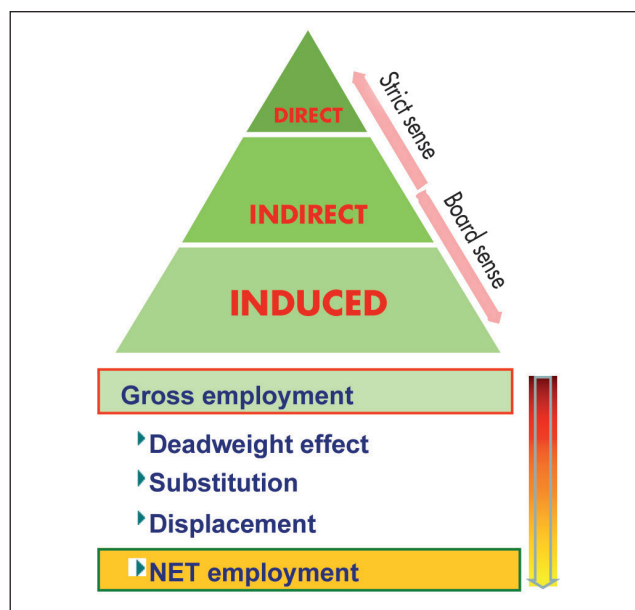 DIRECT
Strict sense
INDIRECT
Board sense
INDUCED
Gross employment
Deadweight effect
Substitution
Displacement
NET employment